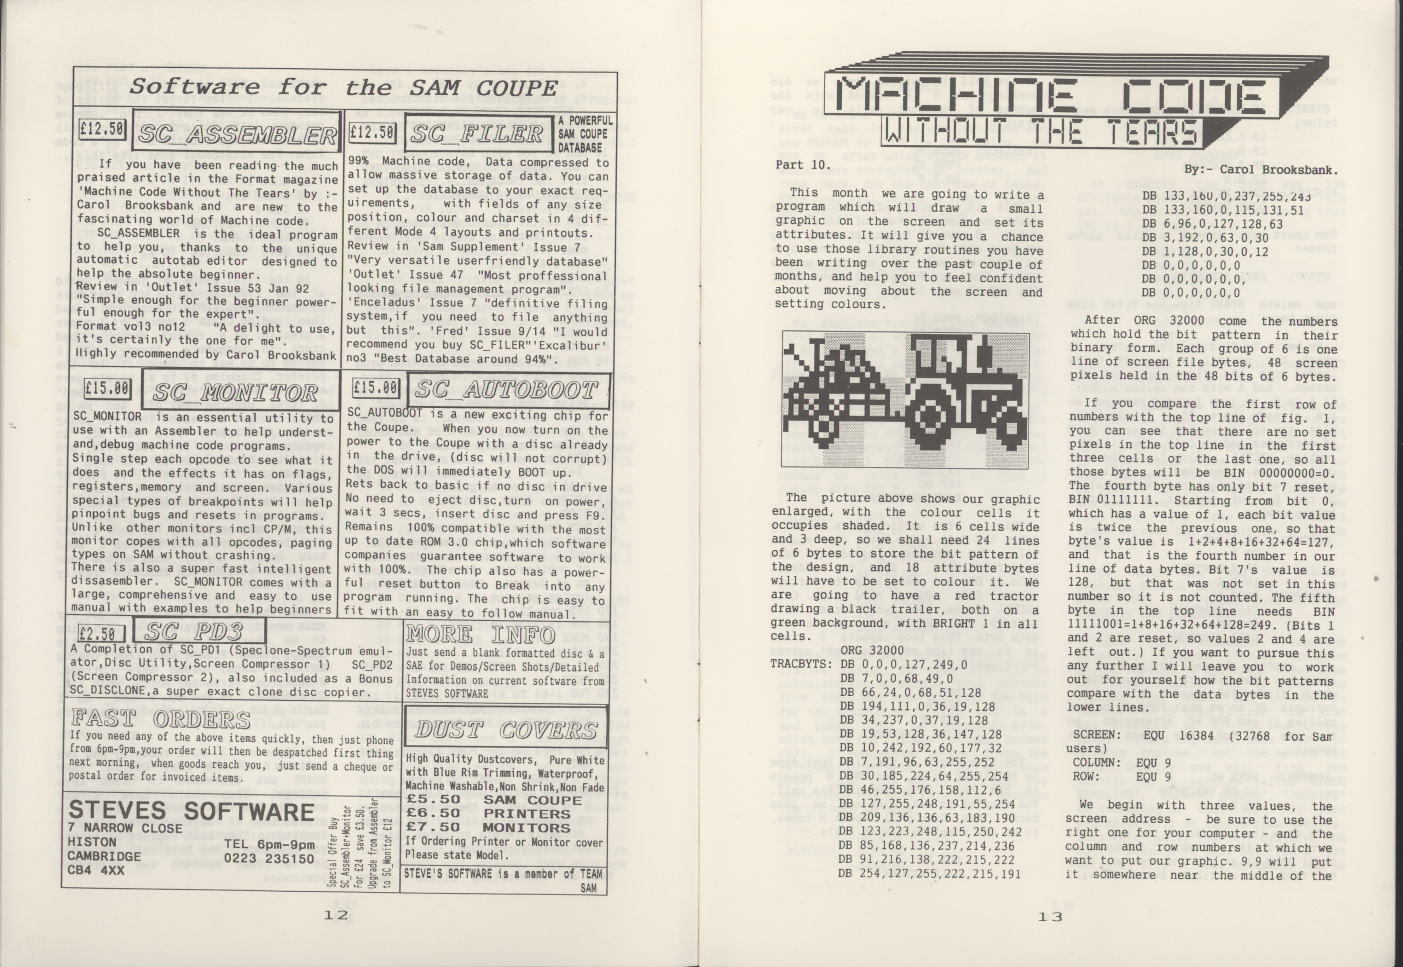 Software for the SAM COUPE
£12.50
SC_ASSEMBLER
If you have been reading the much
praised article in the Format magazine
'Machine Code Without The Tears' by :-
Carol Brooksbank and are new to the
fascinating world of Machine code.
SC_ASSEMBLER is the ideal program
to help you, thanks to the unique
automatic autotab editor designed to
help the absolute beginner.
Review in 'Outlet' Issue 53 Jan 92
"Simple enough for the beginner power-
ful enough for the expert".
Format vol3 no12 "A delight to use,
it's certainly the one for me".
Highly recommended by Carol Brooksbank
£12.50
SC_FILER
A POWERFUL
SAM COUPE
DATABASE
99% Machine code, Data compressed to
allow massive storage of data. You can
set up the database to your exact req-
uirements, with fields of any size
position, colour and charset in 4 dif-
ferent Mode 4 layouts and printouts.
Review in 'Sam Supplement' Issue 7
"Very versatile userfriendly database"
'Outlet' Issue 47 "Most proffessional
looking file management program".
'Enceladus' Issue 7 "definitive filing
system,if you need to file anything
but this". 'Fred' Issue 9/14 "I would
recommend you buy SC_FILER"'Excalibur'
no3 "Best Database around 94%".
£15.00
SC_MONITOR
SC_MONITOR is an essential utility to
use with an Assembler to help underst-
and,debug machine code programs.
Single step each opcode to see what it
does and the effects it has on flags,
registers,memory and screen. Various
special types of breakpoints will help
pinpoint bugs and resets in programs.
Unlike other monitors incl CP/M, this
monitor copes with all opcodes, paging
types on SAM without crashing.
There is also a super fast intelligent
dissasembler. SC_MONITOR comes with a
large, comprehensive and easy to use
manual with examples to help beginners
£15.00
SC_AUTOBOOT
SC_AUTOBOOT is a new exciting chip for
the Coupe. When you now turn on the
power to the Coupe with a disc already
in the drive, (disc will not corrupt)
the DOS will immediately BOOT up.
Rets back to basic if no disc in drive
No need to eject disc,turn on power,
wait 3 secs, insert disc and press F9.
Remains 100% compatible with the most
up to date ROM 3.0 chip,which software
companies guarantee software to work
with 100%. The chip also has a power-
ful reset button to Break into any
program running. The chip is easy to
fit with an easy to follow manual.
£2.50
SC PD3
A Completion of SC_PD1 (Speclone-Spectrum emul-
ator,Disc Utility,Screen Compressor 1) SC_PD2
(Screen Compressor 2), also included as a Bonus
SC_DISCLONE,a super exact clone disc copier.
MORE INFO
Just send a blank formatted disc & a
SAE for Demos/Screen Shots/Detailed
Information on current software from
STEVES SOFTWARE
FAST ORDERS
If you need any of the above items quickly, then just phone
from 6pm-9pm,your order will then be despatched first thing
next morning, when goods reach you, just send a cheque or
postal order for invoiced items.
DUST COVERS
High Quality Dustcovers, Pure White
with Blue Rim Trimming, Waterproof,
Machine Washable,Non Shrink,Non Fade
£5.50 SAM COUPE
£6.50 PRINTERS
£7.50 MONITORS
If Ordering Printer or Monitor cover
Please state Model.
STEVES SOFTWARE
7 NARROW CLOSE
HISTON
CAMBRIDGE
CB4 4XX
TEL 6pm-9pm
0223 235150
Special Offer Buy
SC_Assembler+Monitor
For £24 save £3.50.
Upgrade from Assembler
to SC_Monitor £12
STEVE'S SOFTWARE is a member of TEAM
SAM
12
MACHINE CODE
WITHOUT THE TEARS
Part 10.
By:- Carol Brooksbank.
This month we are going to write a
program which will draw a small
graphic on the screen and set its
attributes. It will give you a chance
to use those library routines you have
been writing over the past couple of
months, and help you to feel confident
about moving about the screen and
setting colours.
The picture above shows our graphic
enlarged, with the colour cells it
occupies shaded. It is 6 cells wide
and 3 deep, so we shall need 24 lines
of 6 bytes to store the bit pattern of
the design, and 18 attribute bytes
will have to be set to colour it. We
are going to have a red tractor
drawing a black trailer, both on a
green background, with BRIGHT 1 in all
cells.
ORG 32000
TRACBYTS: DB 0,0,0,127,249,0
DB 7,0,0,68,49,0
DB 66,24,0,68,51,128
DB 194,111,0,36,19,128
DB 34,237,0,37,19,128
DB 19,53,128,36,147,128
DB 10,242,192,60,177,32
DB 7,191,96,63,255,252
DB 30,185,224,64,255,254
DB 46,255,176,158,112,6
DB 127,255,248,191,55,254
DB 209,136,136,63,183,190
DB 123,223,248,115,250,242
DB 85,168,136,237,214,236
DB 91,216,138,222,215,222
DB 254,127,255,222,215,191
DB 133,160,0,237,255,243
DB 133,160,0,115,131,51
DB 6,96,0,127,128,63
DB 3,192,0,63,0,30
DB 1,128,0,30,0,12
DB 0,0,0,0,0,0
DB 0,0,0,0,0,0,
DB 0,0,0,0,0,0
After ORG 32000 come the numbers
which hold the bit pattern in their
binary form. Each group of 6 is one
line of screen file bytes, 48 screen
pixels held in the 48 bits of 6 bytes.
If you compare the first row of
numbers with the top line of fig. 1,
you can see that there are no set
pixels in the top line in the first
three cells or the last one, so all
those bytes will be BIN 00000000=0.
The fourth byte has only bit 7 reset,
BIN 01111111. Starting from bit 0,
which has a value of 1, each bit value
is twice the previous one, so that
byte's value is 1+2+4+8+16+32+64=127,
and that is the fourth number in our
line of data bytes. Bit 7's value is
128, but that was not set in this
number so it is not counted. The fifth
byte in the top line needs BIN
11111001=1+8+16+32+64+128=249. (Bits 1
and 2 are reset, so values 2 and 4 are
left out.) If you want to pursue this
any further I will leave you to work
out for yourself how the bit patterns
compare with the data bytes in the
lower lines.
SCREEN: EQU 16384 (32768 for Sam
users)
COLUMN: EQU 9
ROW: EQU 9
We begin with three values, the
screen address - be sure to use the
right one for your computer - and the
column and row numbers at which we
want to put our graphic. 9,9 will put
it somewhere near the middle of the
13